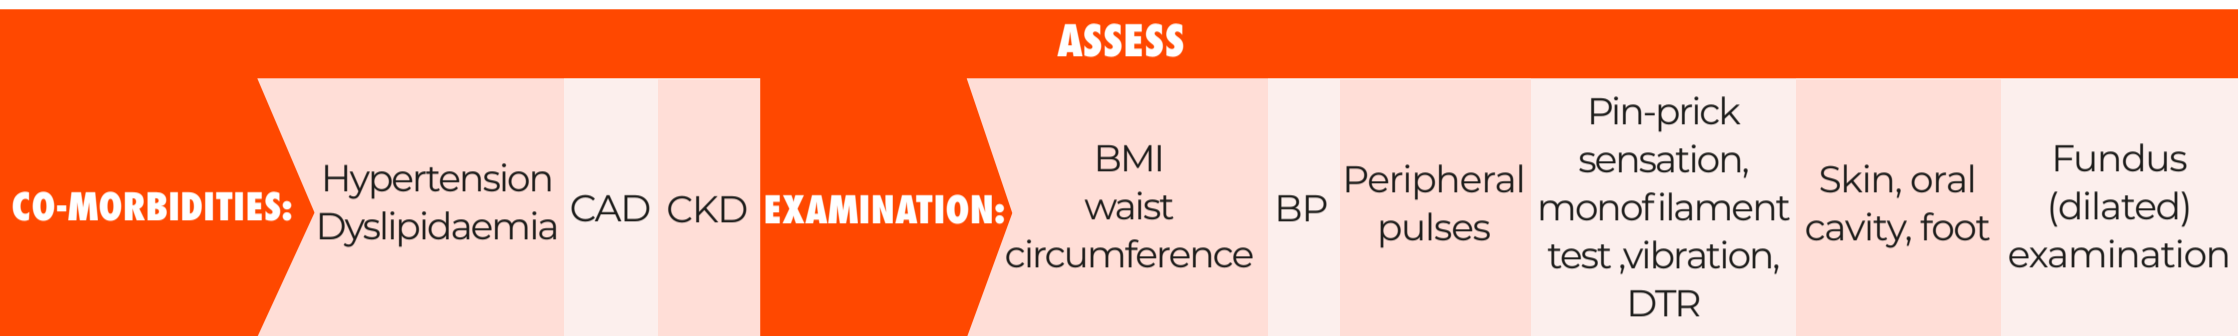 ASSESS
CO-MORBIDITIES:
Hypertension
Dyslipidaemia
CAD
CKD
EXAMINATION:
BMI
waist
circumference
BP
Peripheral
pulses
Pin-prick
sensation,
monofilament
test ,vibration,
DTR
Skin, oral
cavity, foot
Fundus
(dilated)
examination